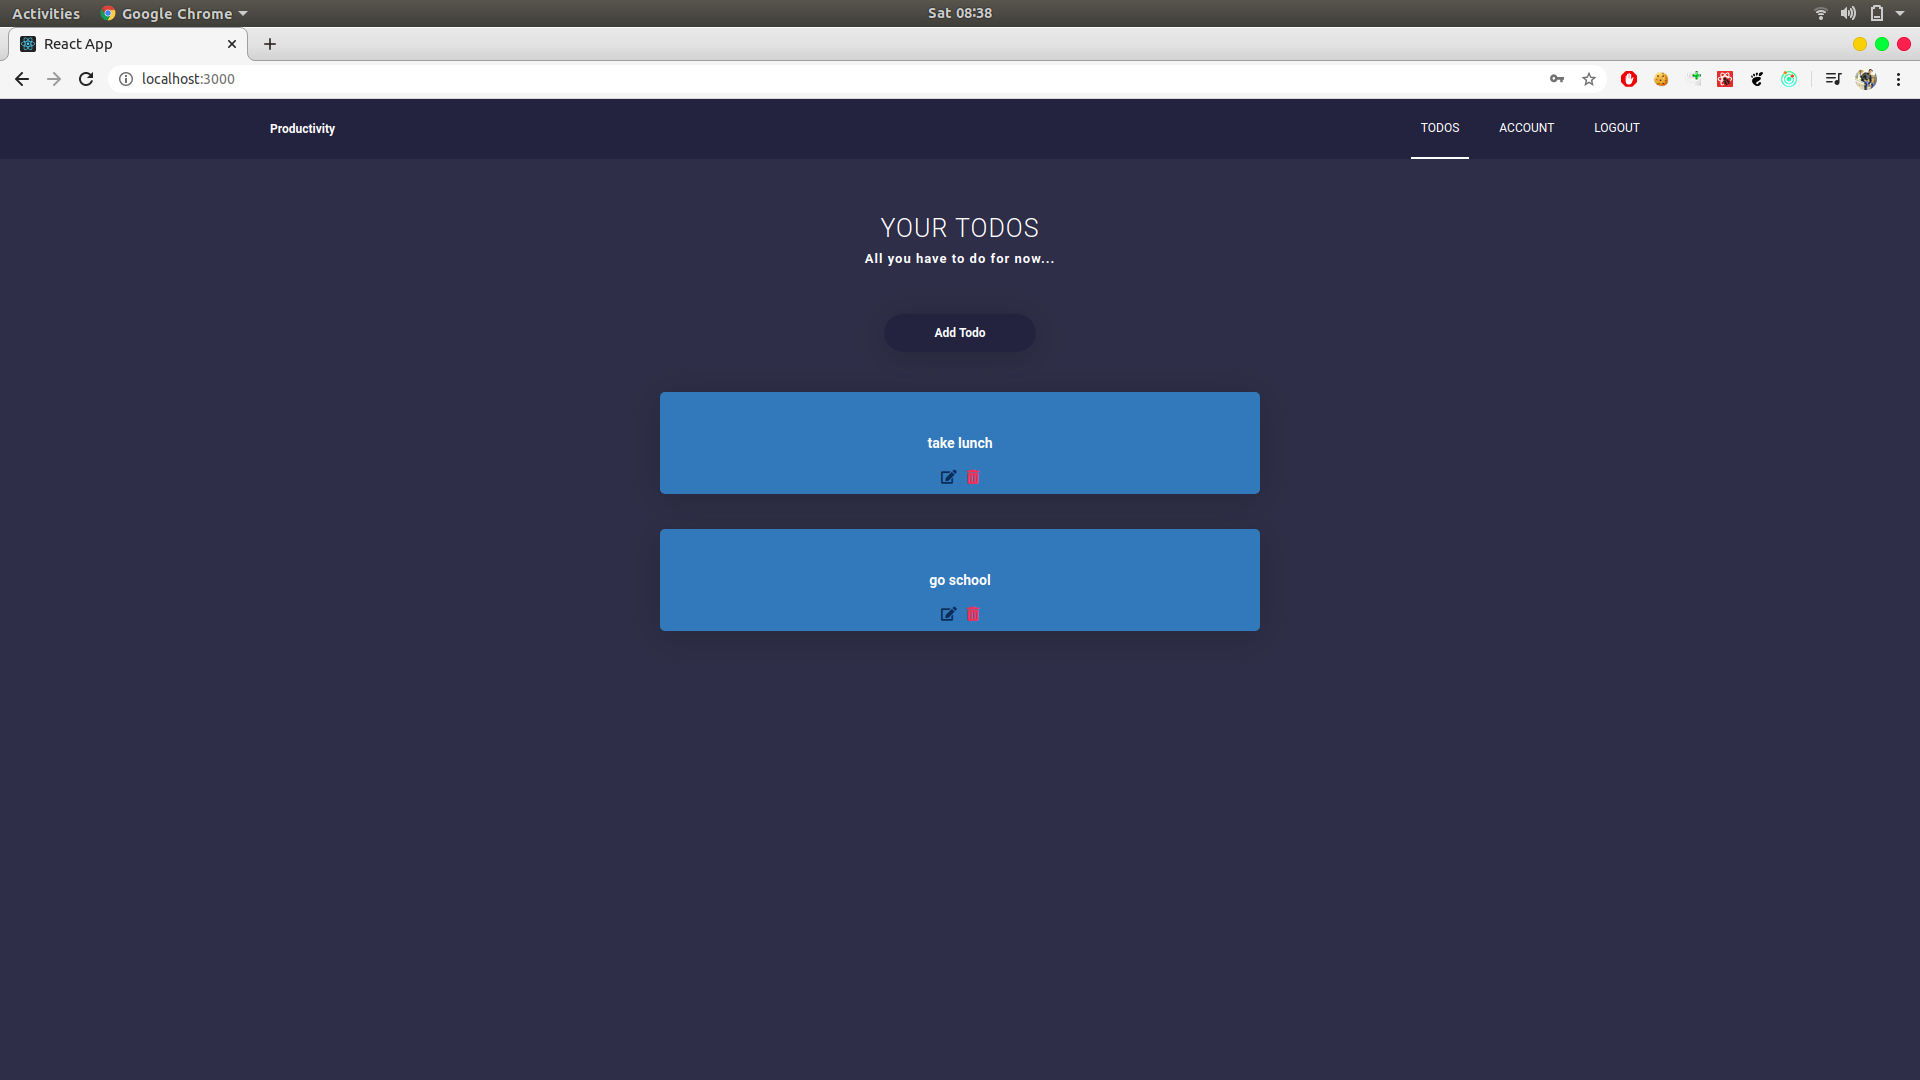 Activities Google Chrome Sat 08:38
React App
localhost:3000
Productivity TODOS ACCOUNT LOGOUT
YOUR TODOS
All you have to do for now...
Add Todo
take lunch
go school